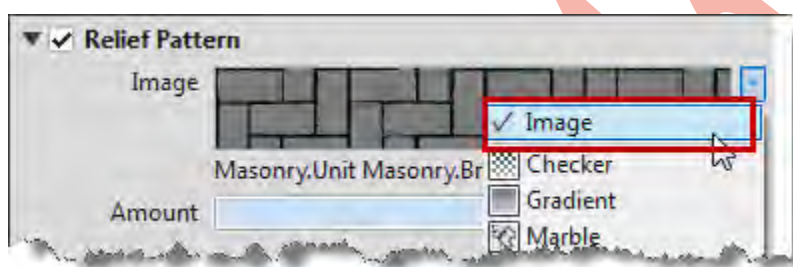 Relief Pattern
Image
Image
Masonry.Unit Masonry.Br
Checker
Gradient
Amount
Marble